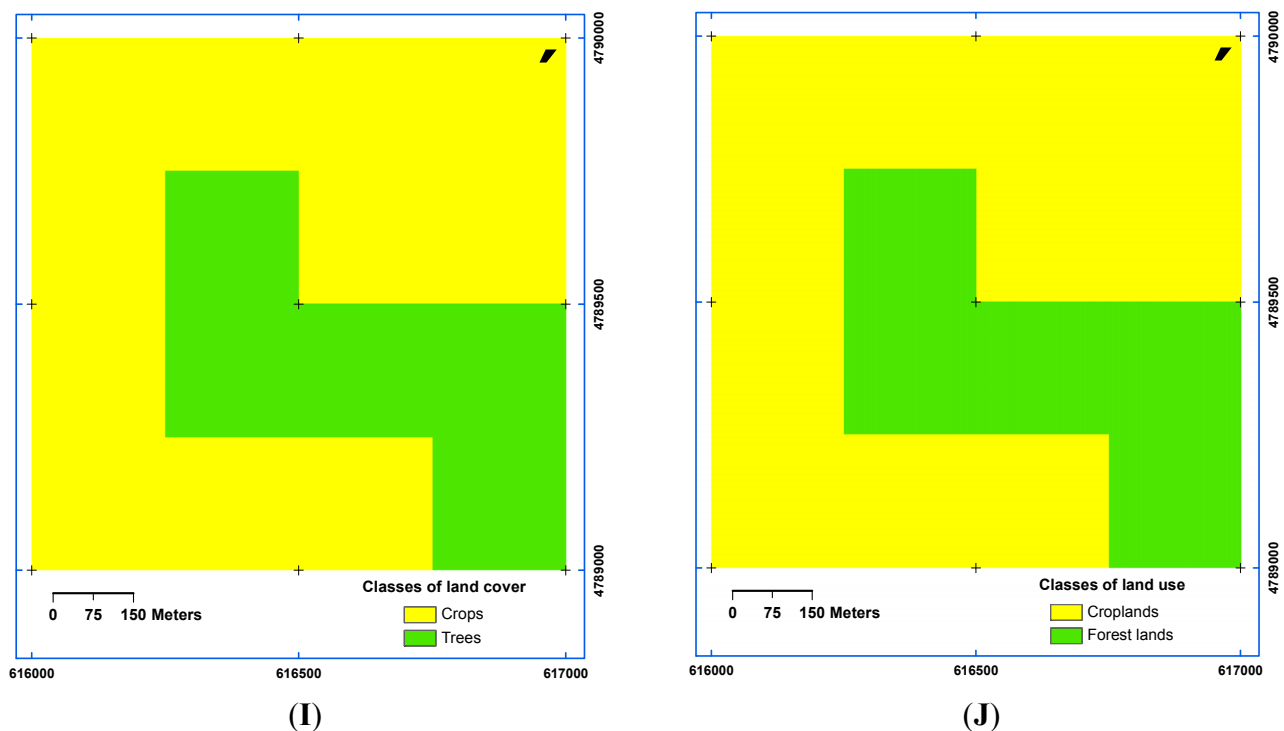 4790000
4789500
4789000
Classes of land cover
Crops
Trees
0 75 150 Meters
616000 616500 617000
(I)
4790000
4789500
4789000
Classes of land use
Croplands
Forest lands
0 75 150 Meters
616000 616500 617000
(J)